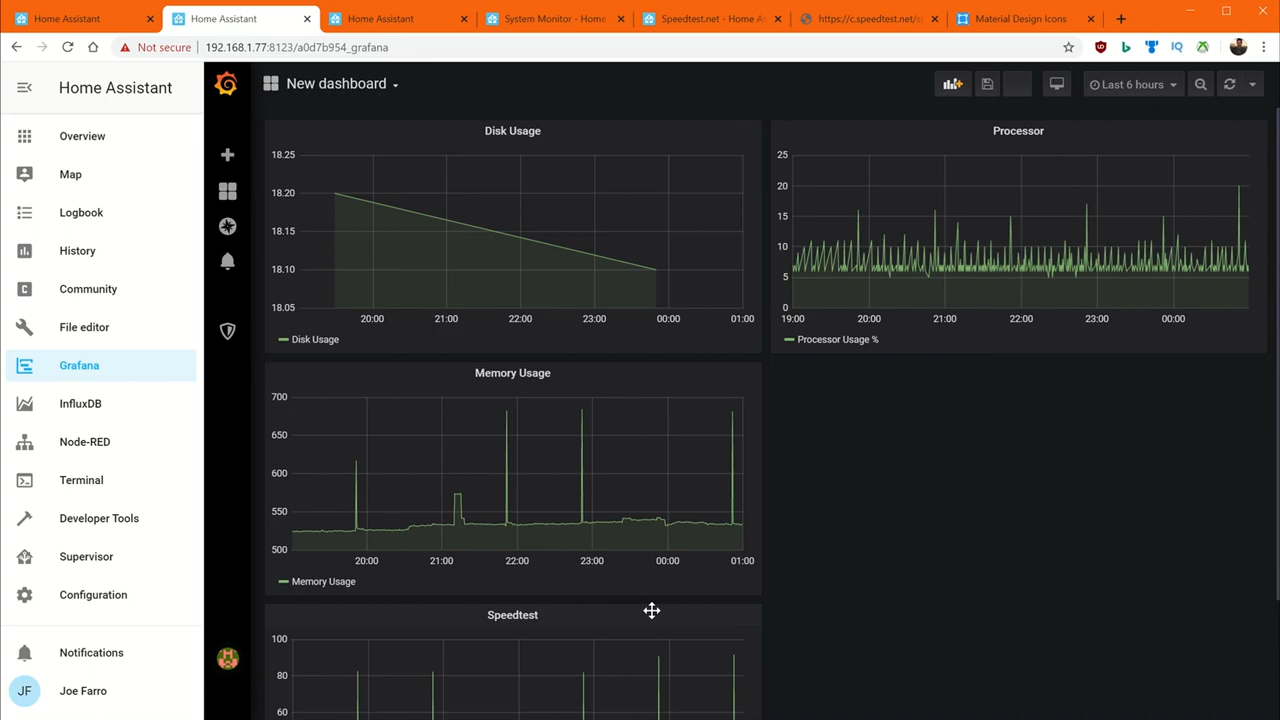 Home Assistant
Home Assistant
Home Assistant
System Monitor - Home
Speedtest.net - Home As
https://c.speedtest.net/s
Material Design Icons
Not secure
192.168.1.77:8123/a0d7b954_grafana
IQ
Home Assistant
Overview
Map
Logbook
History
Community
File editor
Grafana
InfluxDB
Node-RED
Terminal
Developer Tools
Supervisor
Configuration
Notifications
JF Joe Farro
New dashboard
Last 6 hours
Disk Usage
18.25
18.20
18.15
18.10
18.05
20:00 21:00 22:00 23:00 00:00 01:00
Disk Usage
Processor
25
20
15
10
5
0
19:00 20:00 21:00 22:00 23:00 00:00
Processor Usage %
Memory Usage
700
650
600
550
500
20:00 21:00 22:00 23:00 00:00 01:00
Memory Usage
Speedtest
100
80
60